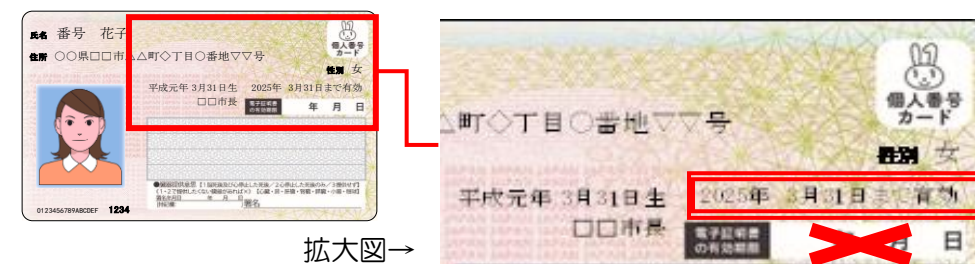 氏名 番号 花子
個人番号
カード
住所 ○○県□□市△△町◇丁目○番地▽▽号
性別 女
平成元年 3月31日生 2025年 3月31日まで有効
□□市長 電子証明書
の有効期限 年 月 日
0123456789ABCDEF 1234
拡大図→
個人番号
カード
△町◇丁目○番地▽▽号
性別 女
平成元年 3月31日生 2025年 3月31日まで有効
□□市長 電子証明書
の有効期限 月 日